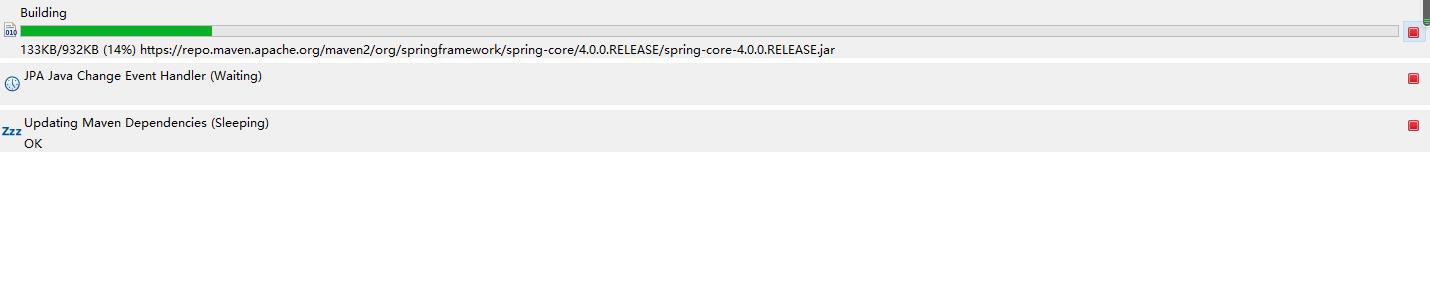 Building
010
133KB/932KB (14%) https://repo.maven.apache.org/maven2/org/springframework/spring-core/4.0.0.RELEASE/spring-core-4.0.0.RELEASE.jar
JPA Java Change Event Handler (Waiting)
Zzz
Updating Maven Dependencies (Sleeping)
OK